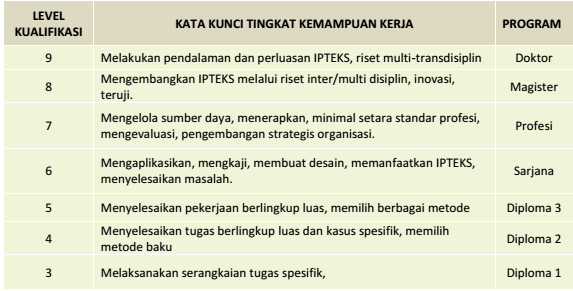 LEVEL KUALIFIKASI | KATA KUNCI TINGKAT KEMAMPUAN KERJA | PROGRAM
9 | Melakukan pendalaman dan perluasan IPTEKS, riset multi-transdisiplin | Doktor
8 | Mengembangkan IPTEKS melalui riset inter/multi disiplin, inovasi, teruji. | Magister
7 | Mengelola sumber daya, menerapkan, minimal setara standar profesi, mengevaluasi, pengembangan strategis organisasi. | Profesi
6 | Mengaplikasikan, mengkaji, membuat desain, memanfaatkan IPTEKS, menyelesaikan masalah. | Sarjana
5 | Menyelesaikan pekerjaan berlingkup luas, memilih berbagai metode | Diploma 3
4 | Menyelesaikan tugas berlingkup luas dan kasus spesifik, memilih metode baku | Diploma 2
3 | Melaksanakan serangkaian tugas spesifik, | Diploma 1